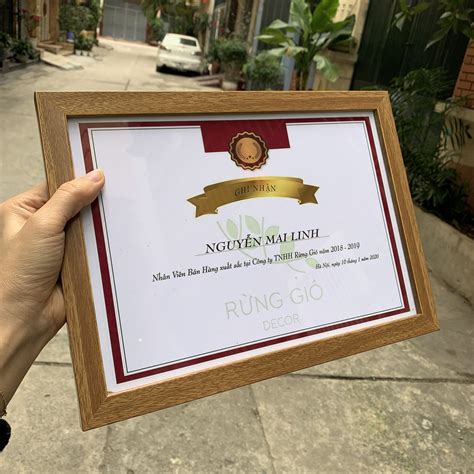 GHI NHẬN
NGUYỄN MAI LINH
Nhân Viên Bán Hàng xuất sắc tại Công ty TNHH Rừng Gió năm 2018 - 2019
Hà Nội, ngày 10 tháng 1 năm 2020
RỪNG GIÓ
DECOR